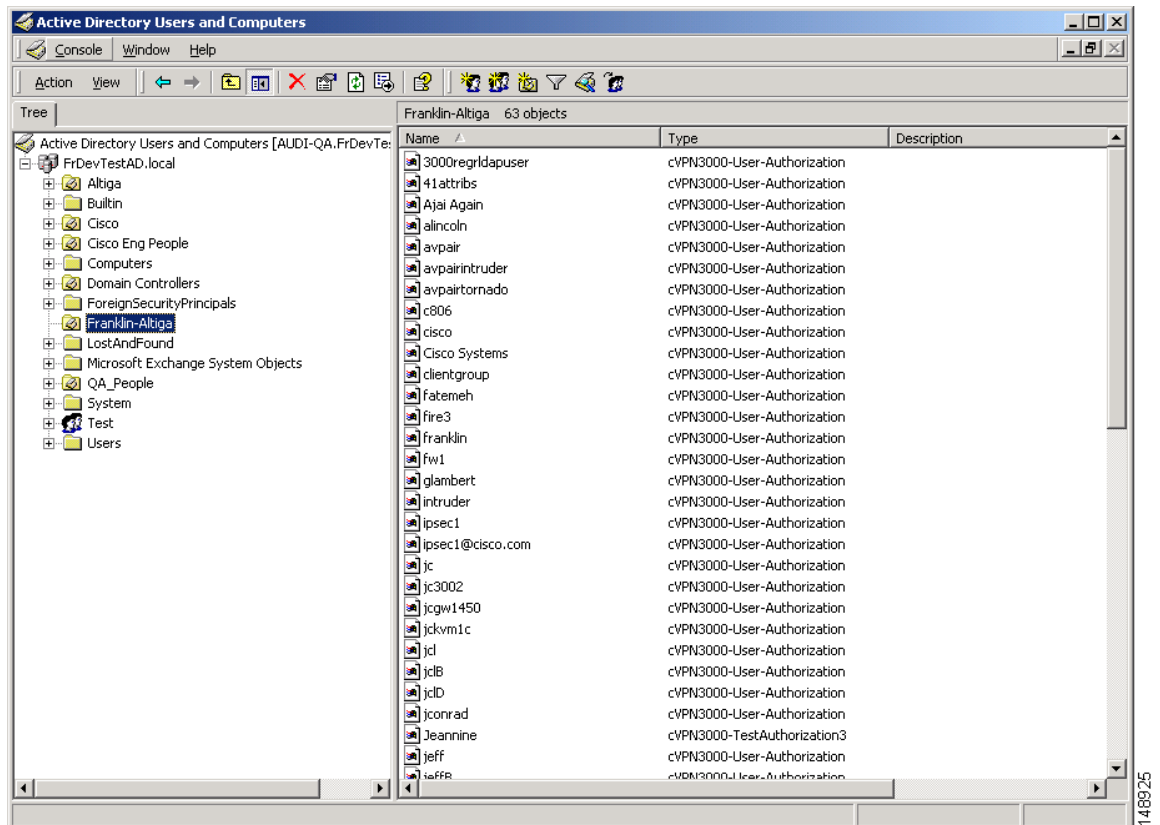 Active Directory Users and Computers
Console Window Help
Action View
Tree
Franklin-Altiga 63 objects
Active Directory Users and Computers [AUDI-QA.FrDevTe
FrDevTestAD.local
Altiga
Builtin
Cisco
Cisco Eng People
Computers
Domain Controllers
ForeignSecurityPrincipals
Franklin-Altiga
LostAndFound
Microsoft Exchange System Objects
QA_People
System
Test
Users
Name Type Description
3000regrldapuser cVPN3000-User-Authorization
41attribs cVPN3000-User-Authorization
Ajai Again cVPN3000-User-Authorization
alincoln cVPN3000-User-Authorization
avpair cVPN3000-User-Authorization
avpairintruder cVPN3000-User-Authorization
avpairtornado cVPN3000-User-Authorization
c806 cVPN3000-User-Authorization
cisco cVPN3000-User-Authorization
Cisco Systems cVPN3000-User-Authorization
clientgroup cVPN3000-User-Authorization
fatemeh cVPN3000-User-Authorization
fire3 cVPN3000-User-Authorization
franklin cVPN3000-User-Authorization
fw1 cVPN3000-User-Authorization
glambert cVPN3000-User-Authorization
intruder cVPN3000-User-Authorization
ipsec1 cVPN3000-User-Authorization
ipsec1@cisco.com cVPN3000-User-Authorization
jc cVPN3000-User-Authorization
jc3002 cVPN3000-User-Authorization
jcgw1450 cVPN3000-User-Authorization
jckvm1c cVPN3000-User-Authorization
jcl cVPN3000-User-Authorization
jclB cVPN3000-User-Authorization
jclD cVPN3000-User-Authorization
jconrad cVPN3000-User-Authorization
Jeannine cVPN3000-TestAuthorization3
jeff cVPN3000-User-Authorization
jeffB cVPN3000-User-Authorization
148925